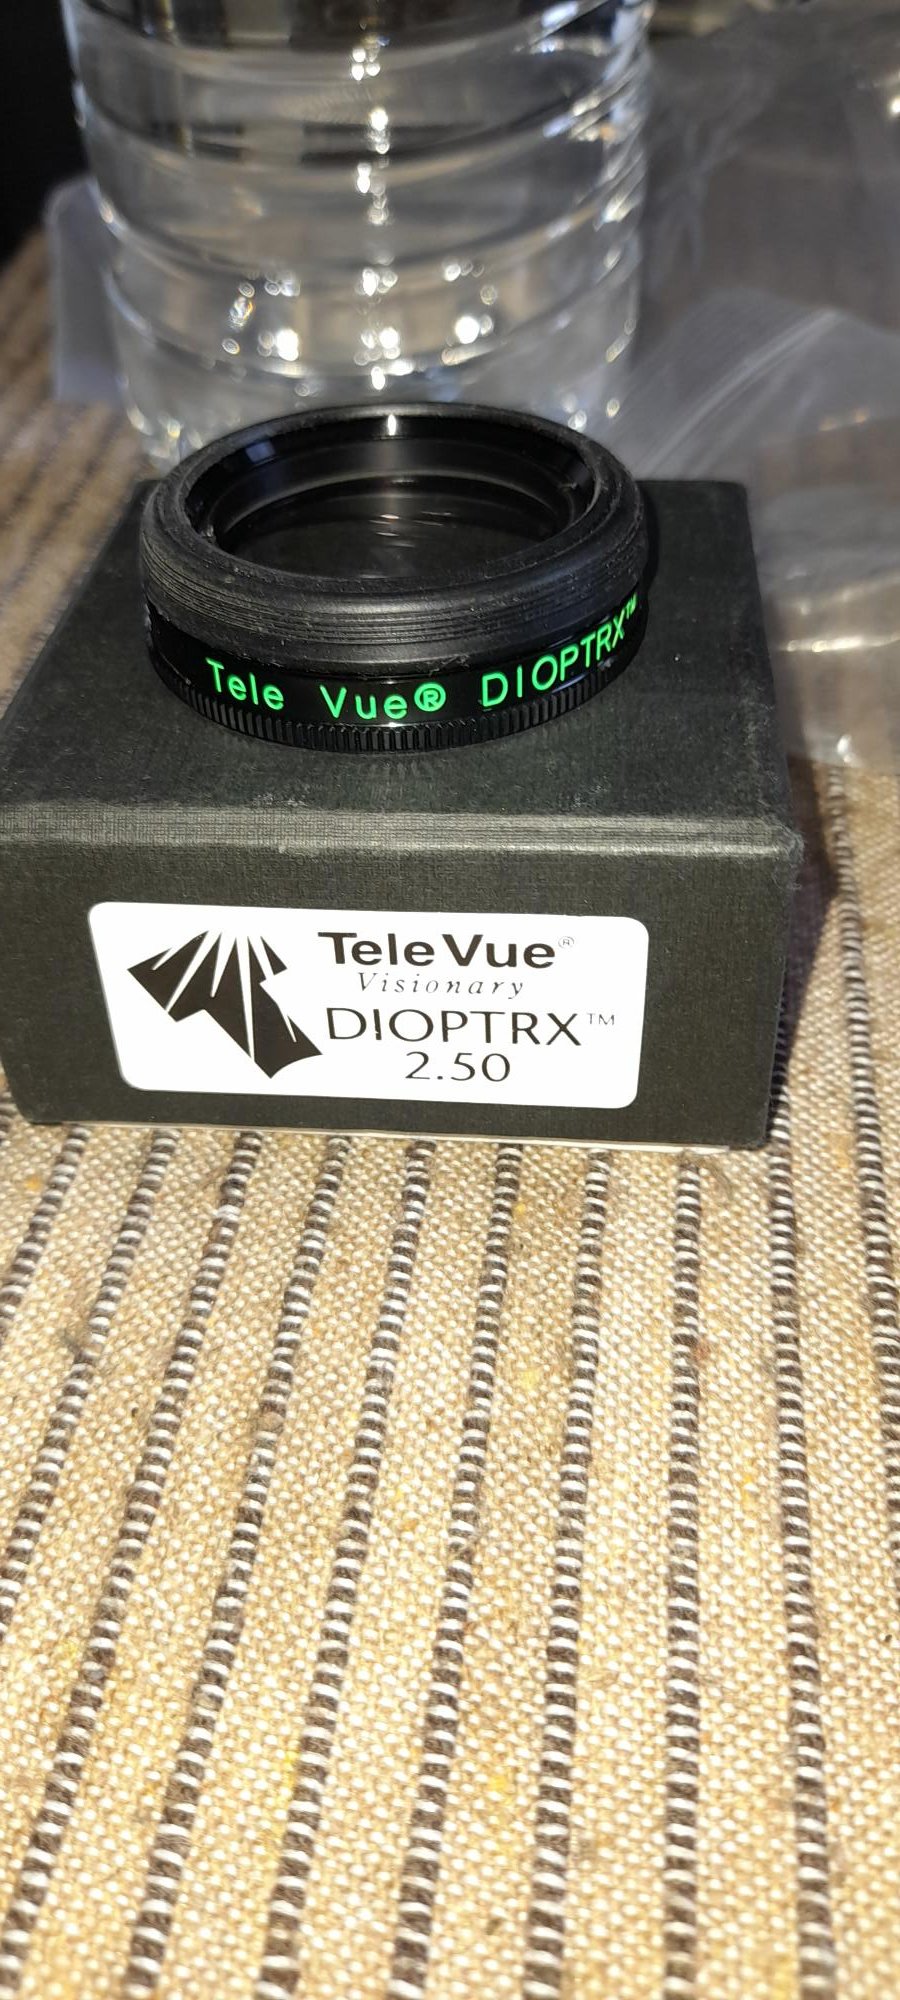 Tele Vue® DIOPTRX™
TeleVue®
Visionary
DIOPTRX™
2.50